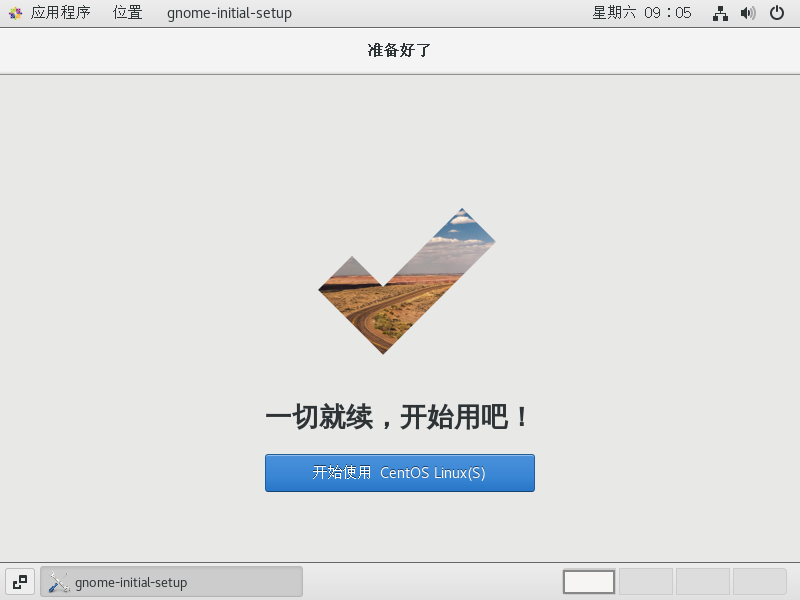 应用程序 位置 gnome-initial-setup 星期六 09：05
准备好了
一切就续，开始用吧！
开始使用 CentOS Linux(S)
gnome-initial-setup